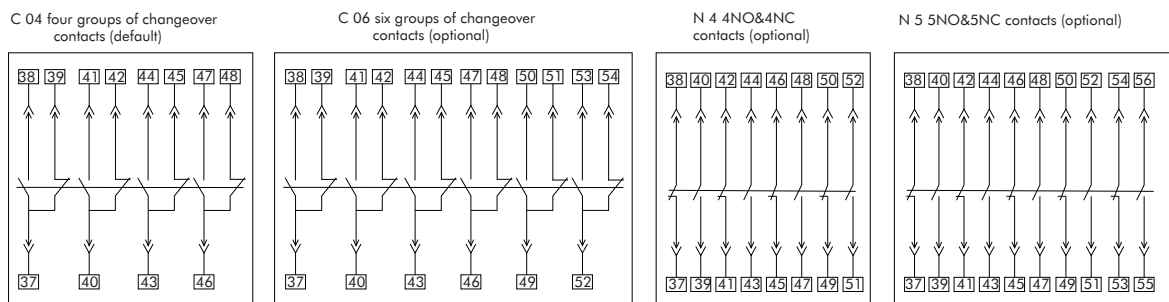 C 04 four groups of changeover
contacts (default)
38 39 41 42 44 45 47 48
37 40 43 46
C 06 six groups of changeover
contacts (optional)
38 39 41 42 44 45 47 48 50 51 53 54
37 40 43 46 49 52
N 4 4NO&4NC
contacts (optional)
38 40 42 44 46 48 50 52
37 39 41 43 45 47 49 51
N 5 5NO&5NC contacts (optional)
38 40 42 44 46 48 50 52 54 56
37 39 41 43 45 47 49 51 53 55